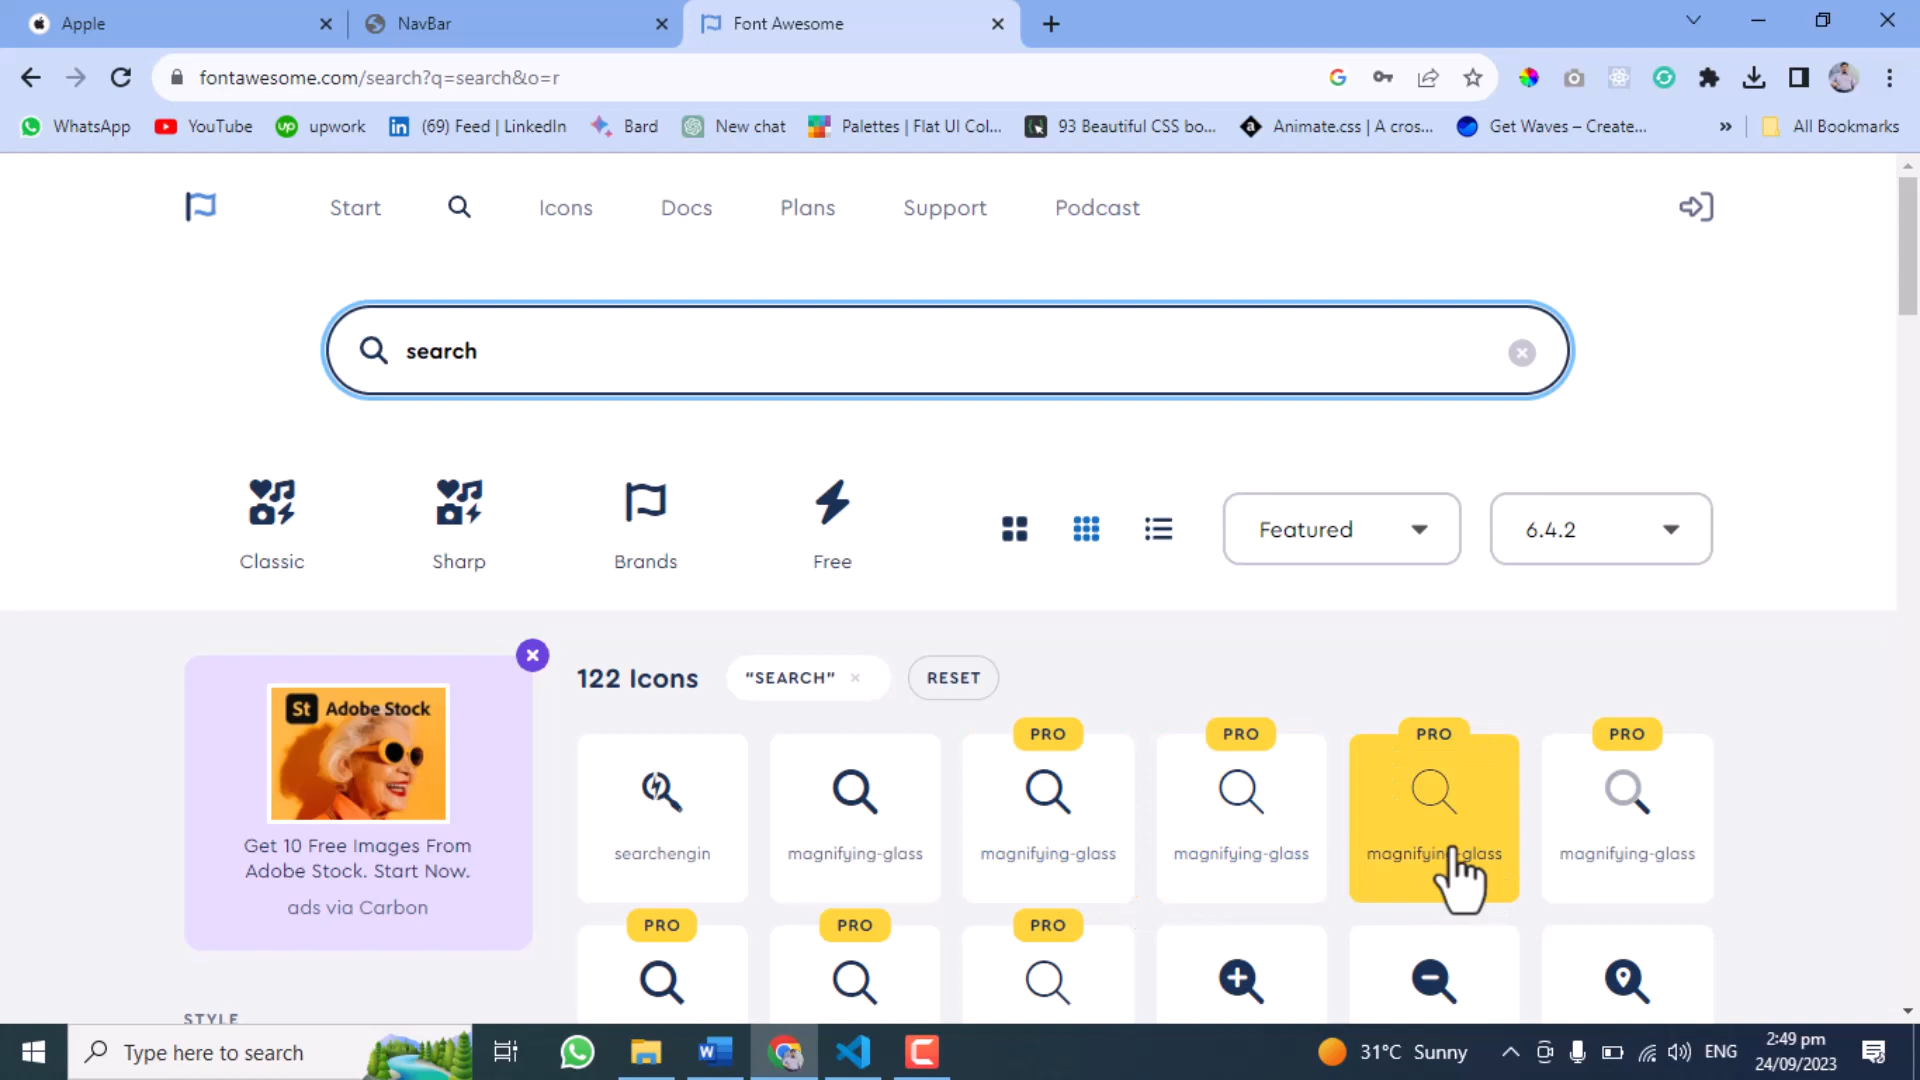 Apple
NavBar
Font Awesome
fontawesome.com/search?q=search&o=r
WhatsApp
YouTube
up upwork
in (69) Feed | LinkedIn
Bard
New chat
Palettes | Flat UI Col...
93 Beautiful CSS bo...
a Animate.css | A cros...
Get Waves – Create...
»
All Bookmarks
Start
Icons
Docs
Plans
Support
Podcast
search
Classic
Sharp
Brands
Free
Featured
6.4.2
St Adobe Stock
Get 10 Free Images From
Adobe Stock. Start Now.
ads via Carbon
122 Icons
“SEARCH” ×
RESET
searchengin
magnifying-glass
PRO
magnifying-glass
PRO
magnifying-glass
PRO
magnifying-glass
PRO
magnifying-glass
PRO
PRO
PRO
STYLE
Type here to search
31°C Sunny
ENG
2:49 pm
24/09/2023